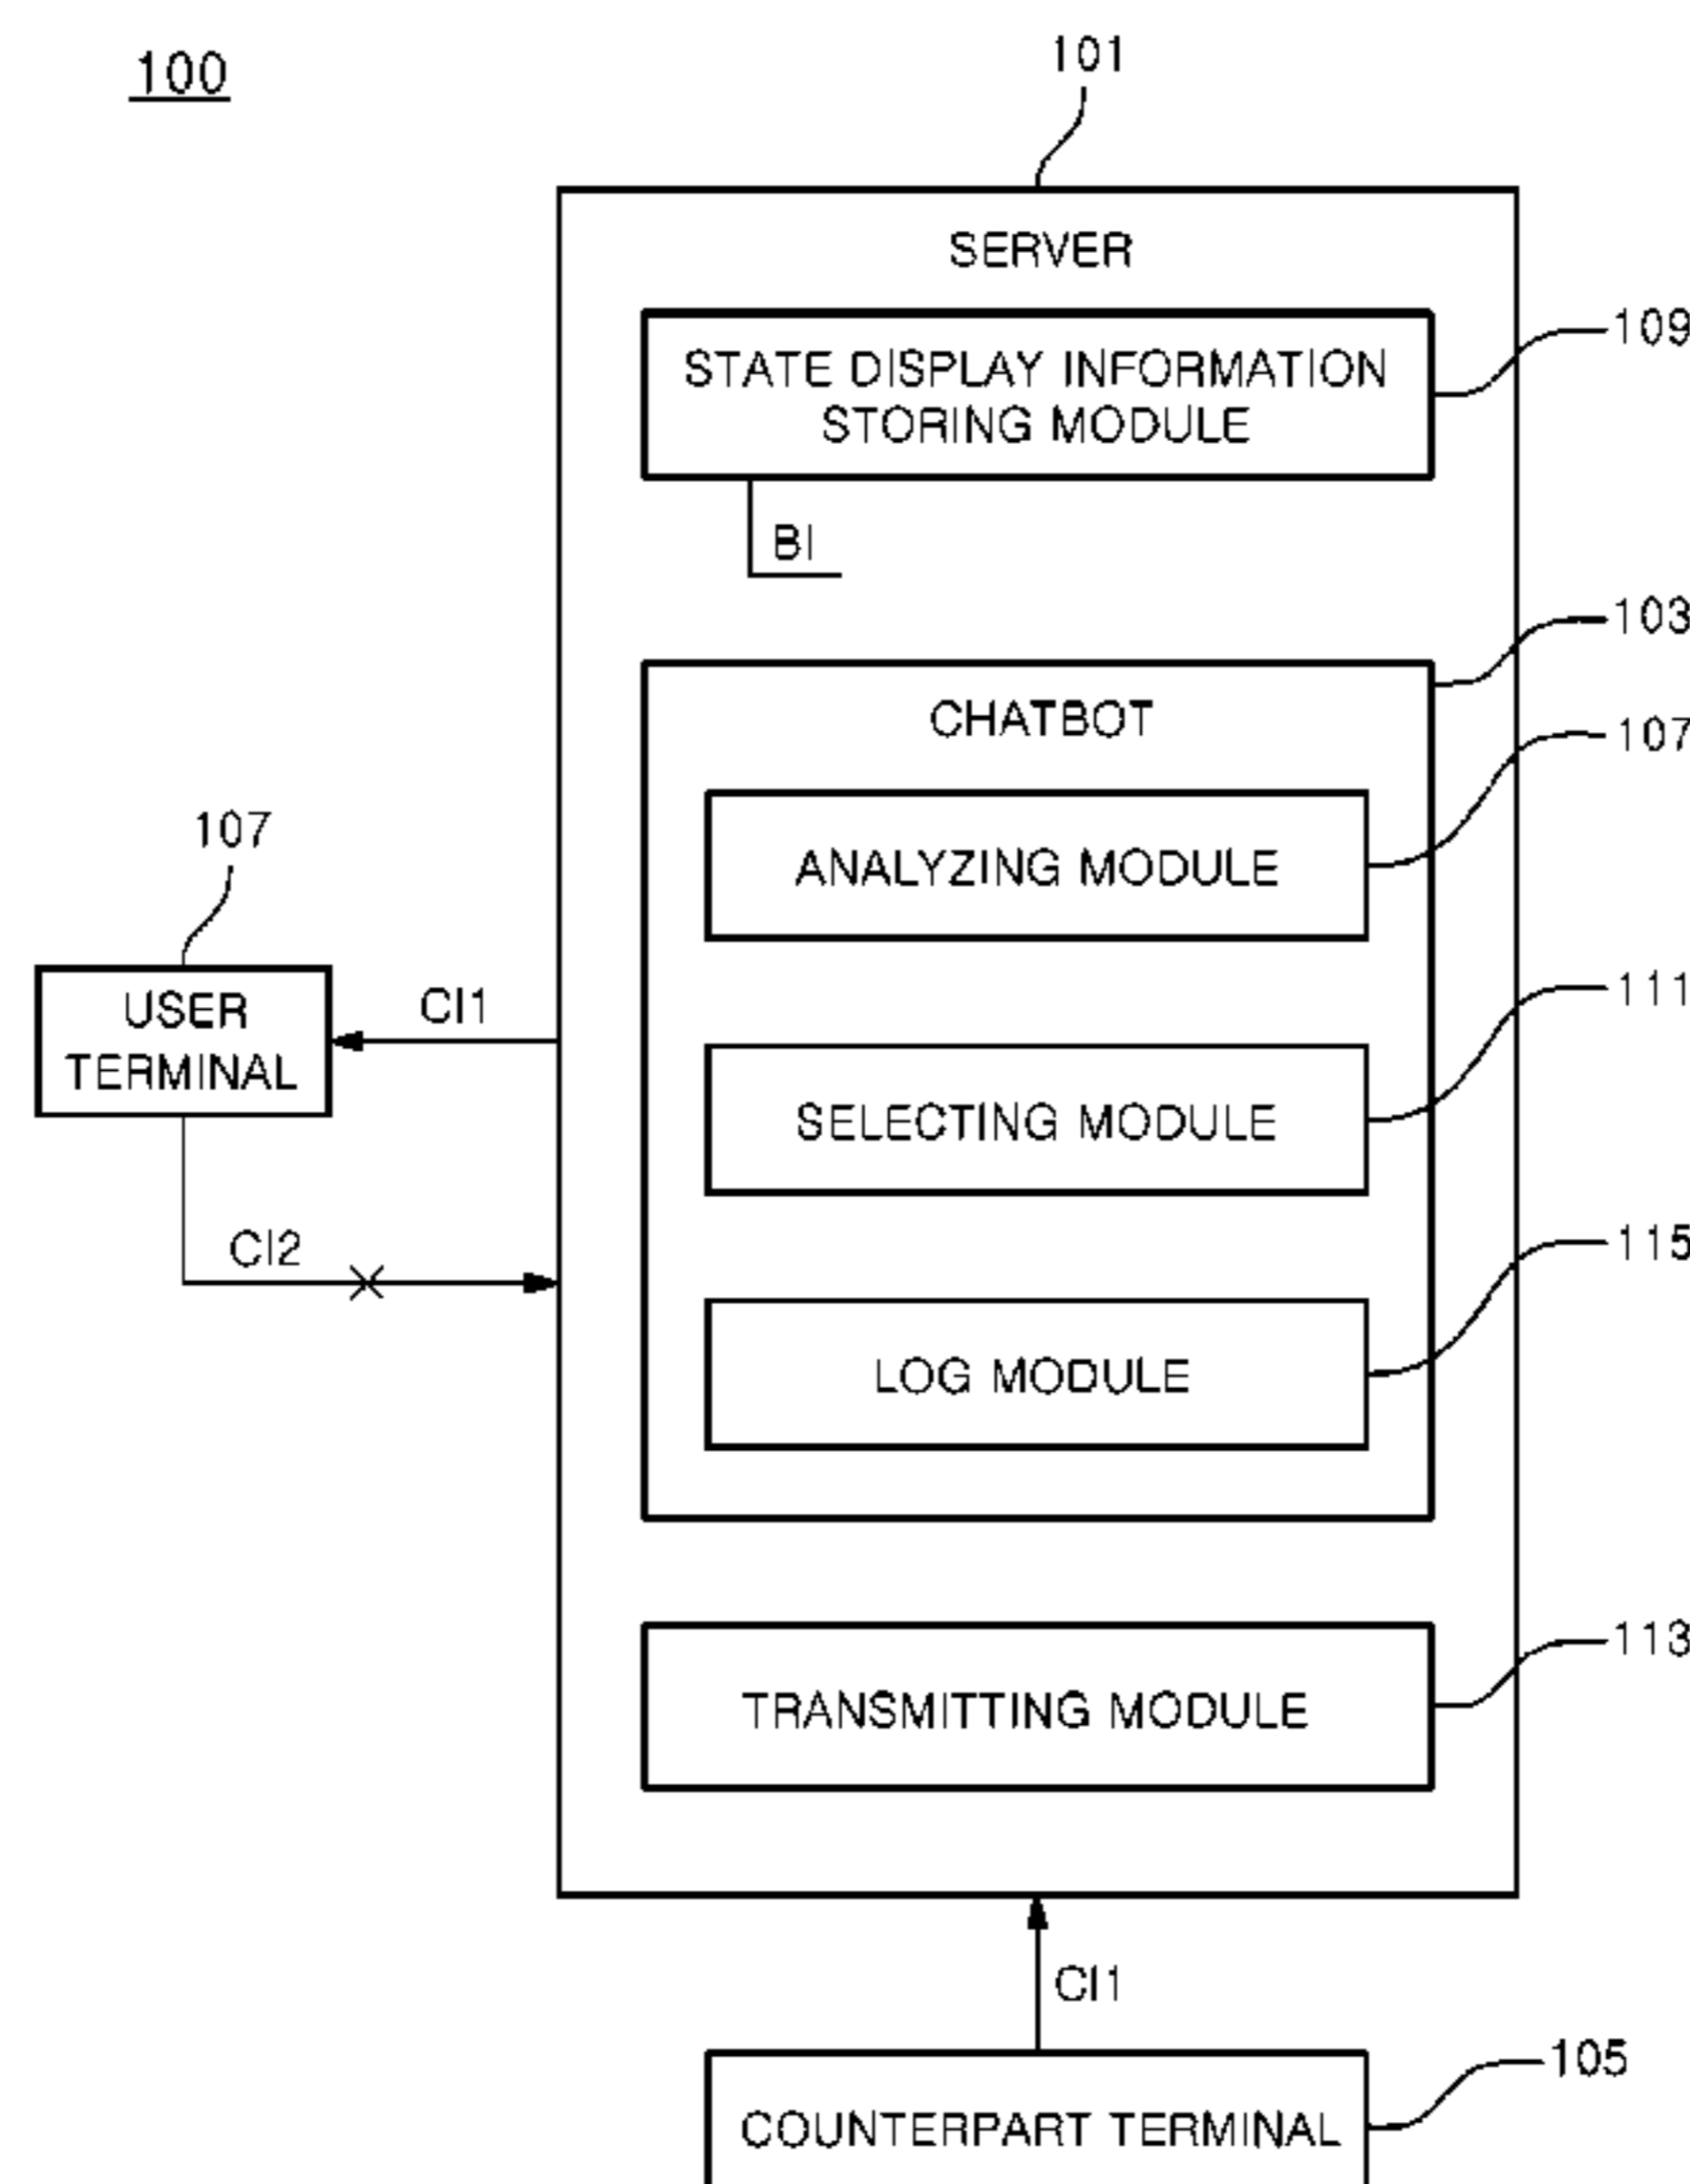 100
101
SERVER
109
STATE DISPLAY INFORMATION
STORING MODULE
BI
103
CHATBOT
107
ANALYZING MODULE
107
USER
TERMINAL
CI1
111
SELECTING MODULE
CI2
115
LOG MODULE
113
TRANSMITTING MODULE
CI1
105
COUNTERPART TERMINAL